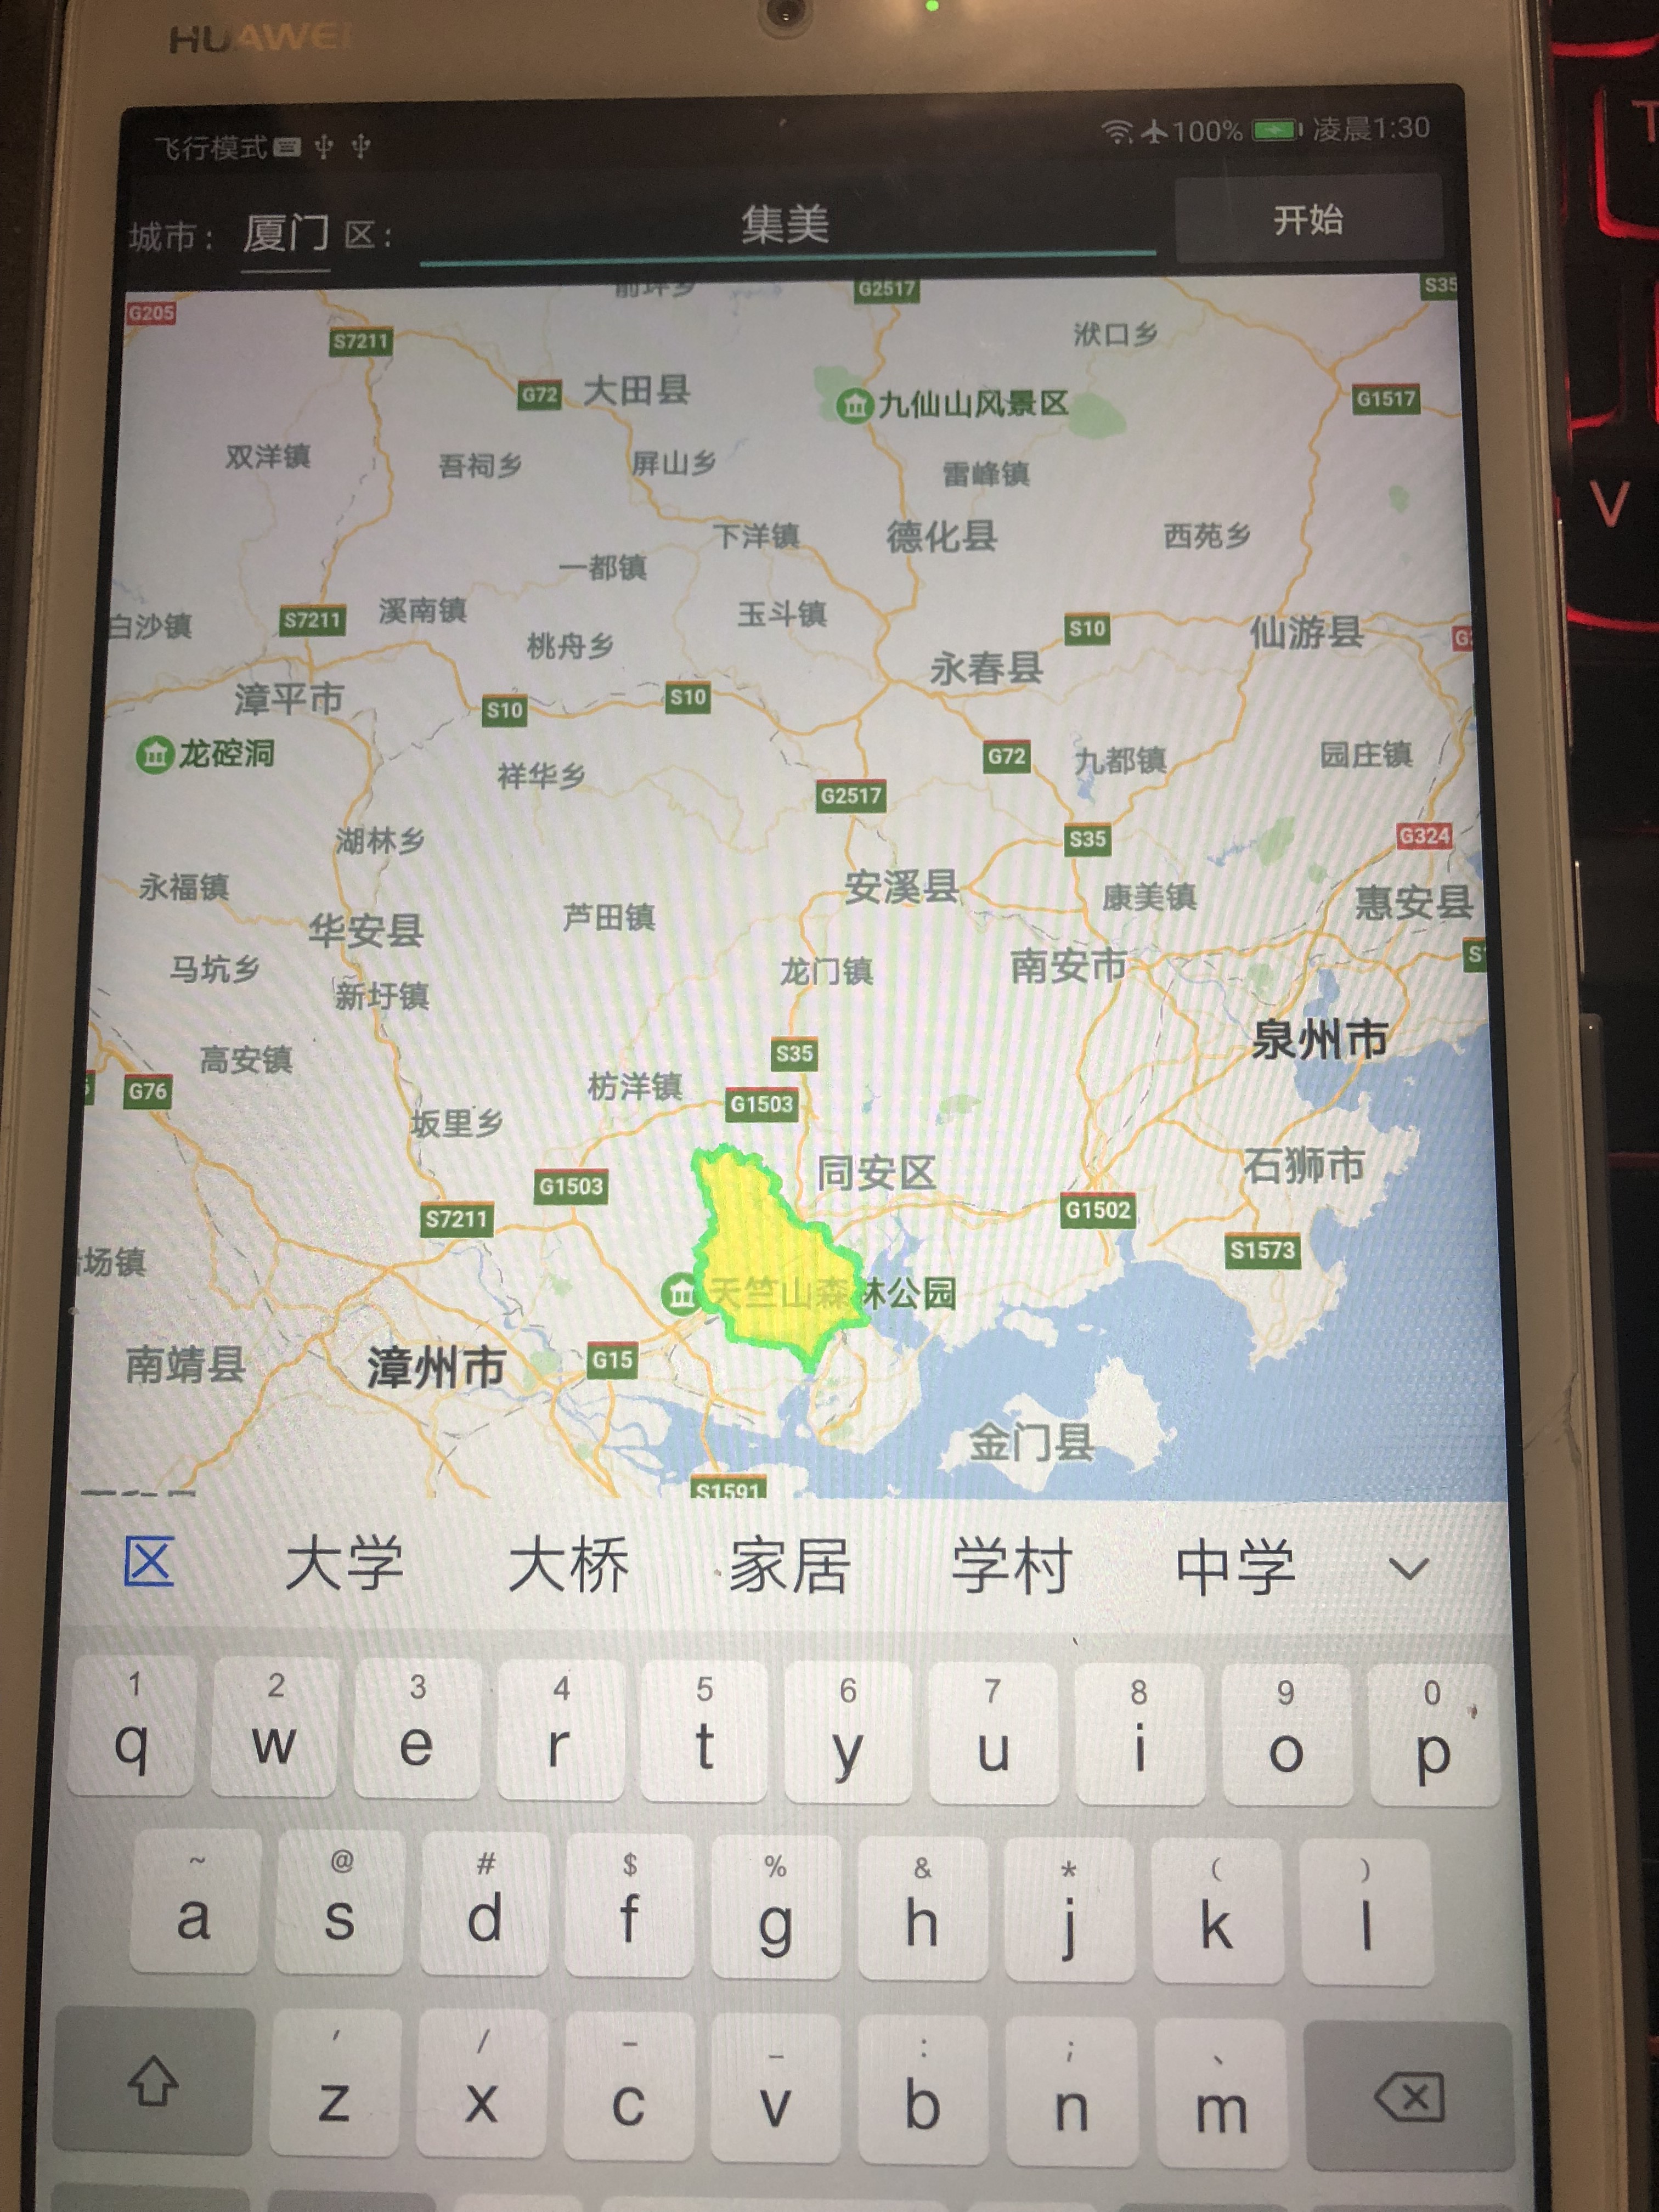 HUAWEI
飞行模式 100% 凌晨1:30
城市： 厦门 区： 集美 开始
G2517 S35
G205
S7211 洑口乡
G72 大田县 九仙山风景区 G1517
双洋镇 吾祠乡 屏山乡 雷峰镇
下洋镇 德化县 西苑乡
一都镇
白沙镇 S7211 溪南镇 玉斗镇 S10 仙游县
桃舟乡 永春县
漳平市 S10 S10
龙硿洞 祥华乡 G72 九都镇 园庄镇
G2517
湖林乡 S35 G324
永福镇 安溪县 康美镇 惠安县
华安县 芦田镇
马坑乡 龙门镇 南安市
新圩镇
泉州市
高安镇 S35
G76 枋洋镇 G1503
坂里乡
同安区 石狮市
G1503
S7211 G1502
场镇 S1573
天竺山森林公园
南靖县 漳州市 G15
金门县
S1591
区 大学 大桥 家居 学村 中学
1 2 3 4 5 6 7 8 9 0
q w e r t y u i o p
~ @ # $ % & * ( )
a s d f g h j k l
' / - _ : ; 、
z x c v b n m
T
V